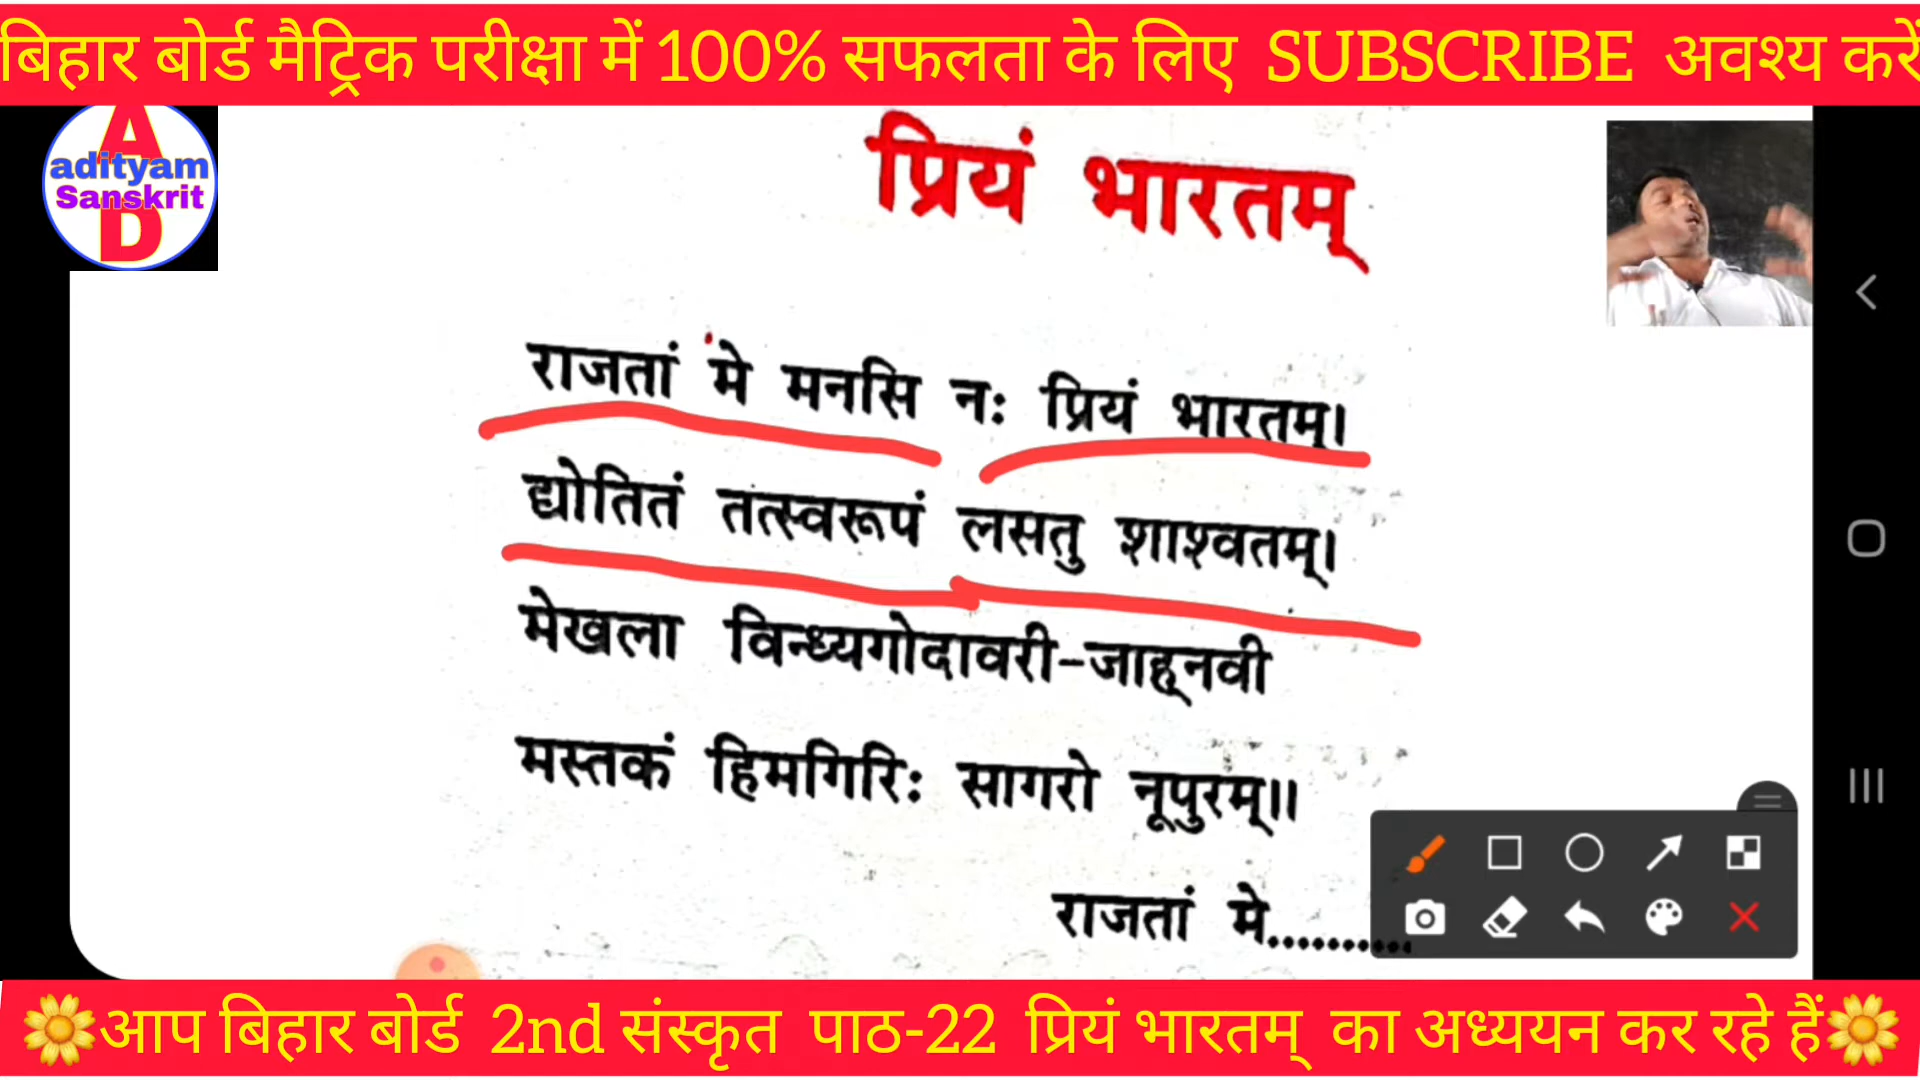 बिहार बोर्ड मैट्रिक परीक्षा में 100% सफलता के लिए SUBSCRIBE अवश्य करें
A
adityam
Sanskrit
D
प्रियं भारतम्
राजतां मे मनसि नः प्रियं भारतम्।
द्योतितं तत्स्वरूपं लसतु शाश्वतम्।
मेखला विन्ध्यगोदावरी-जाह्नवी
मस्तकं हिमगिरिः सागरो नूपुरम्॥
राजतां मे..........
🌼आप बिहार बोर्ड 2nd संस्कृत पाठ-22 प्रियं भारतम् का अध्ययन कर रहे हैं🌼